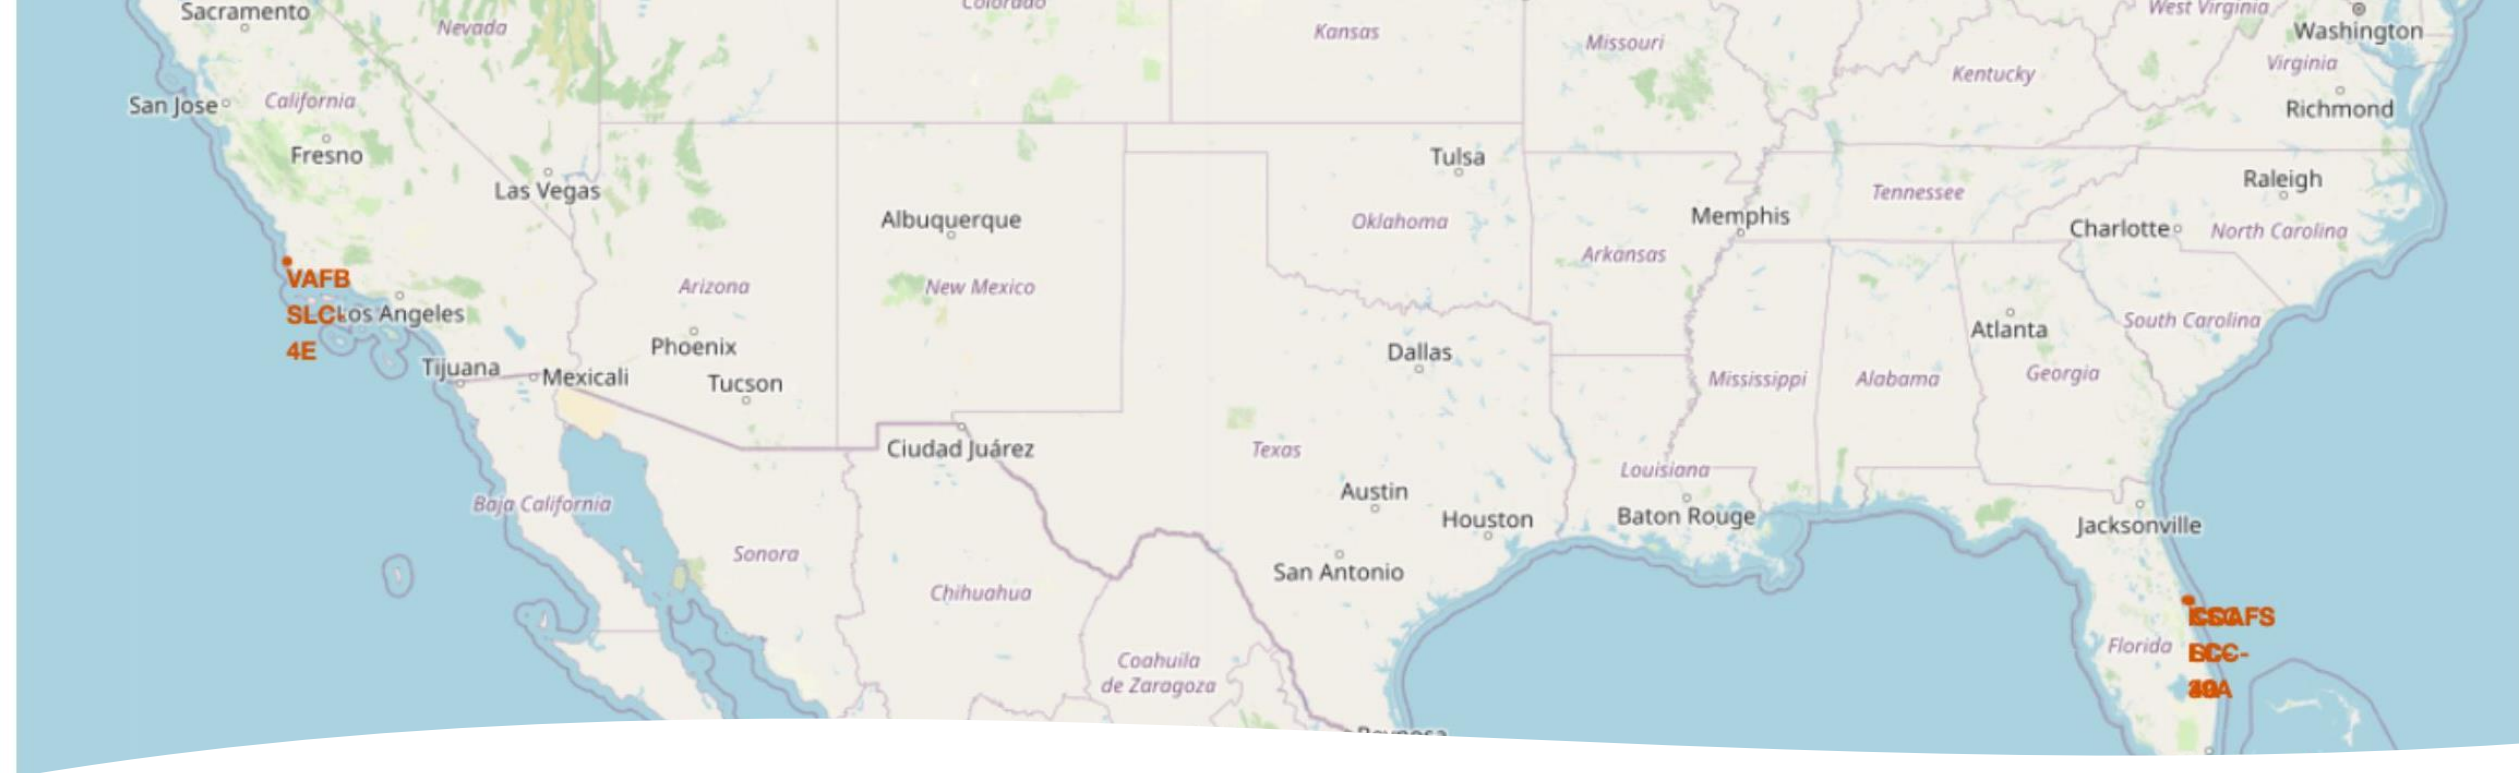 Sacramento
Nevada
Colorado
Kansas
Missouri
West Virginia
Washington
Kentucky
Virginia
San Jose
California
Richmond
Fresno
Tulsa
Las Vegas
Raleigh
Tennessee
Albuquerque
Oklahoma
Memphis
Charlotte
North Carolina
Arkansas
VAFB
SLC-
4E
Arizona
New Mexico
Los Angeles
South Carolina
Atlanta
Phoenix
Dallas
Tijuana
Mexicali
Tucson
Mississippi
Alabama
Georgia
Ciudad Juárez
Texas
Louisiana
Austin
Baja California
Houston
Baton Rouge
Jacksonville
Sonora
San Antonio
Chihuahua
Florida
Coahuila
de Zaragoza